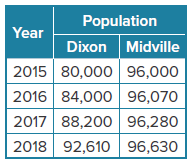 Year Population
Dixon Midville
2015 80,000 96,000
2016 84,000 96,070
2017 88,200 96,280
2018 92,610 96,630